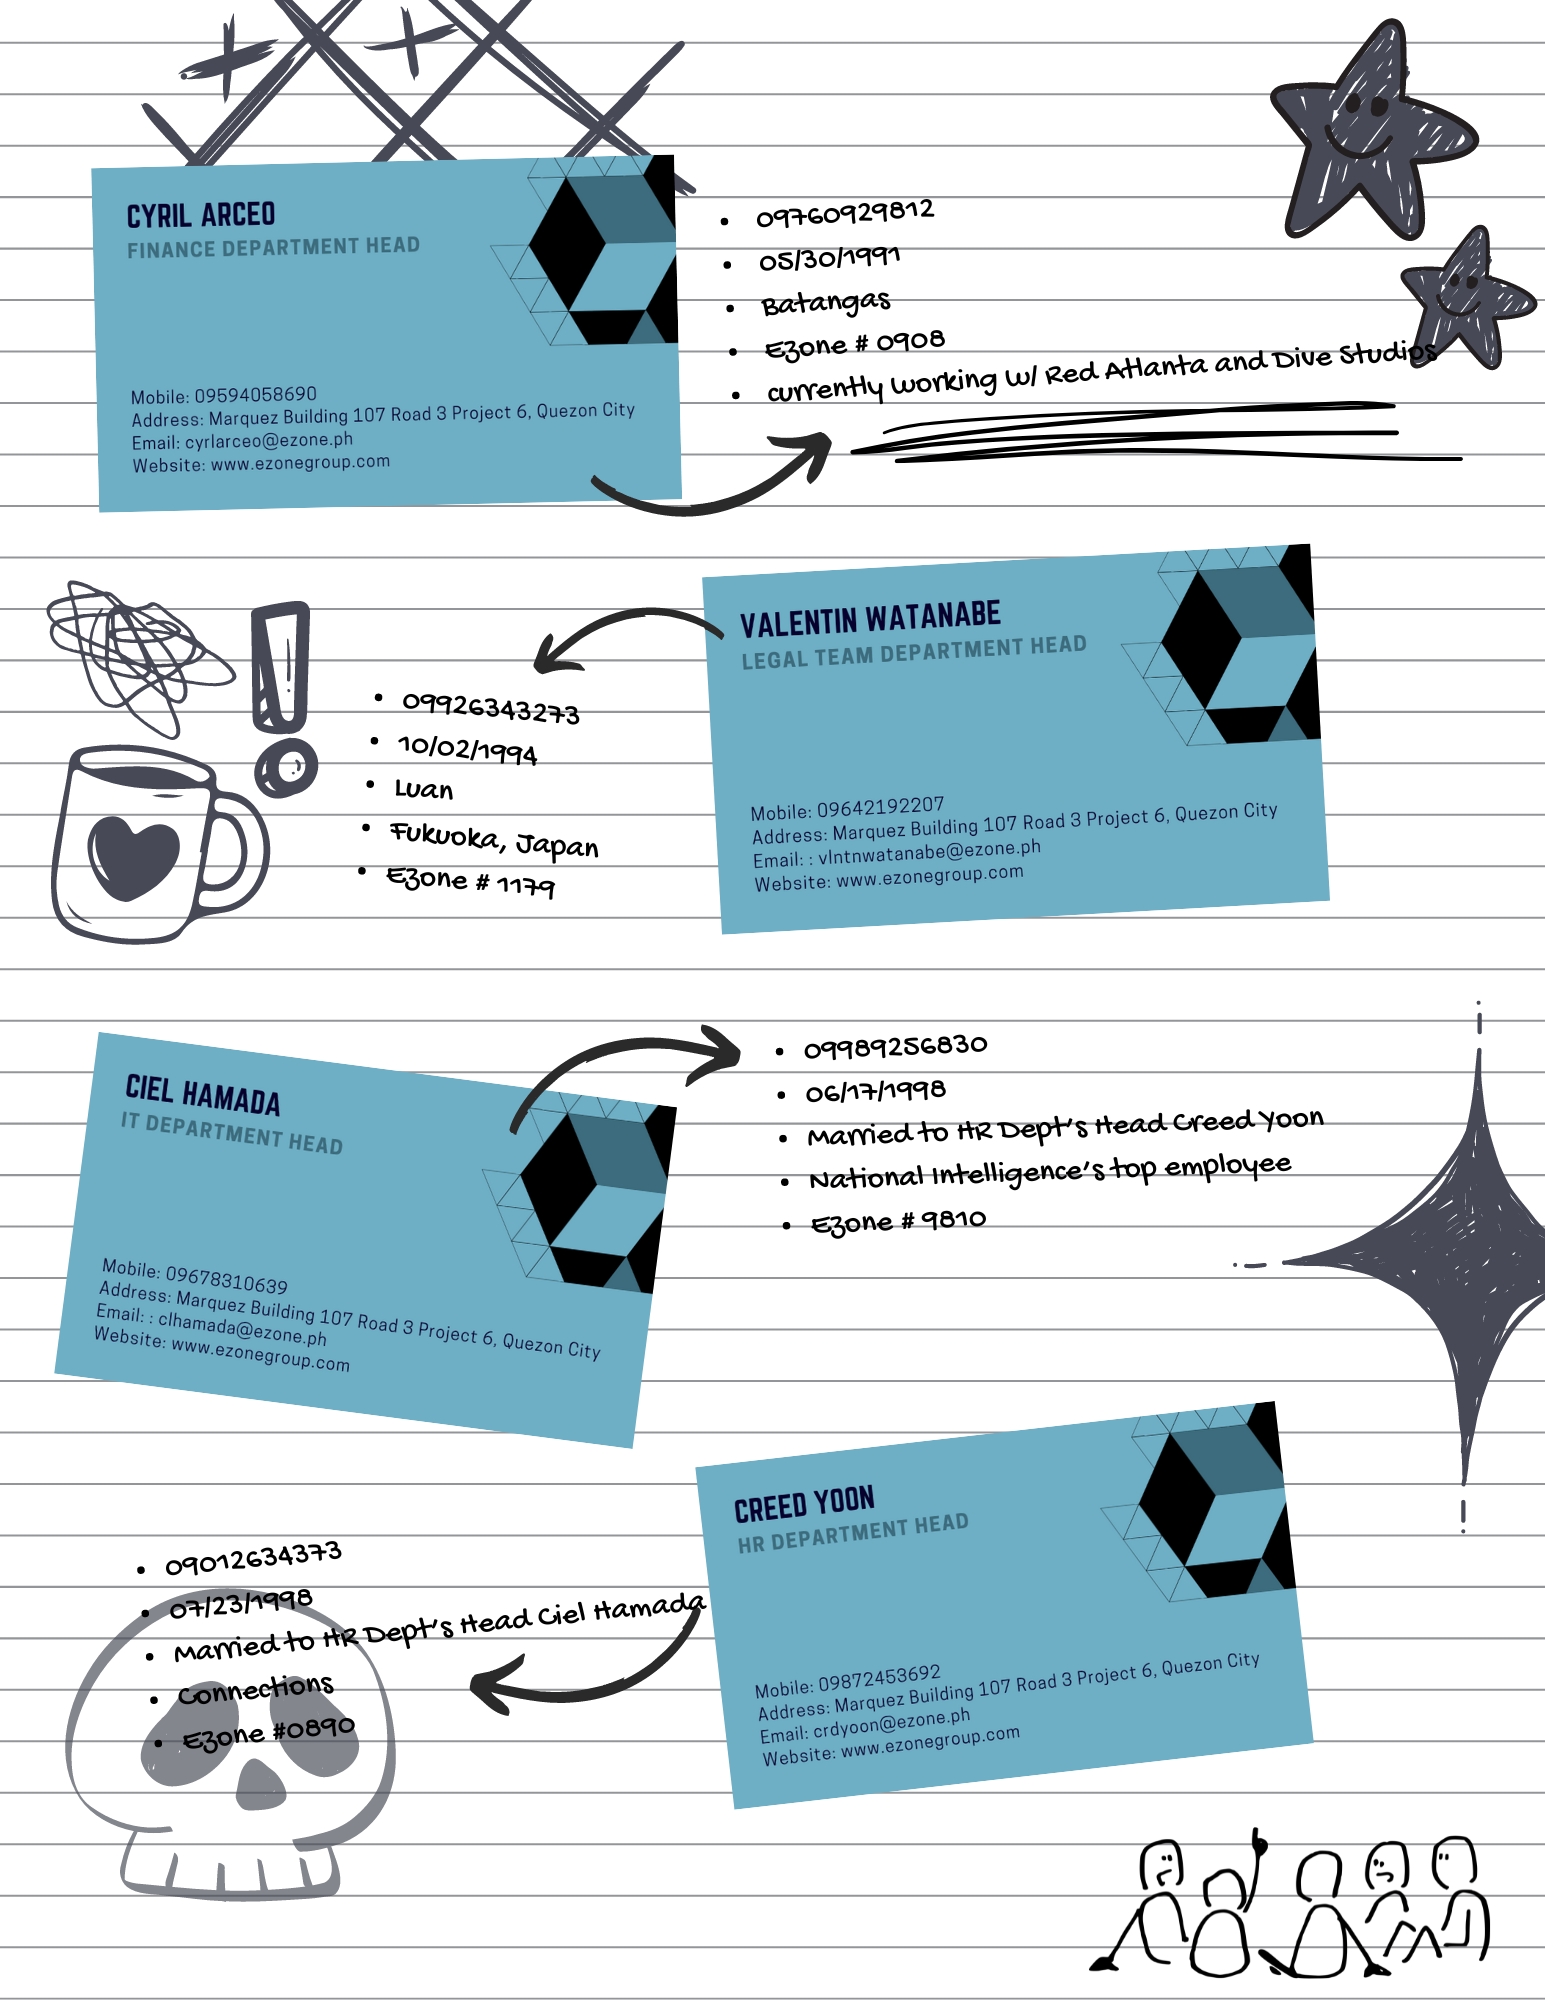 CYRIL ARCEO
FINANCE DEPARTMENT HEAD
Mobile: 09594058690
Address: Marquez Building 107 Road 3 Project 6, Quezon City
Email: cyrlarceo@ezone.ph
Website: www.ezonegroup.com
• 09760929812
• 05/30/1991
• Batangas
• Ezone # 0908
• currently working w/ Red Atlanta and Dive Studios
VALENTIN WATANABE
LEGAL TEAM DEPARTMENT HEAD
Mobile: 09642192207
Address: Marquez Building 107 Road 3 Project 6, Quezon City
Email: : vlntnwatanabe@ezone.ph
Website: www.ezonegroup.com
• 09926343273
• 10/02/1994
• Luan
• Fukuoka, Japan
• Ezone # 1179
CIEL HAMADA
IT DEPARTMENT HEAD
Mobile: 09678310639
Address: Marquez Building 107 Road 3 Project 6, Quezon City
Email: : clhamada@ezone.ph
Website: www.ezonegroup.com
• 09989256830
• 06/17/1998
• Married to HR Dept's Head Creed Yoon
• National Intelligence's top employee
• Ezone # 9810
CREED YOON
HR DEPARTMENT HEAD
Mobile: 09872453692
Address: Marquez Building 107 Road 3 Project 6, Quezon City
Email: crdyoon@ezone.ph
Website: www.ezonegroup.com
• 09012634373
• 07/23/1998
• Married to HR Dept's Head Ciel Hamada
• Connections
• Ezone #0890